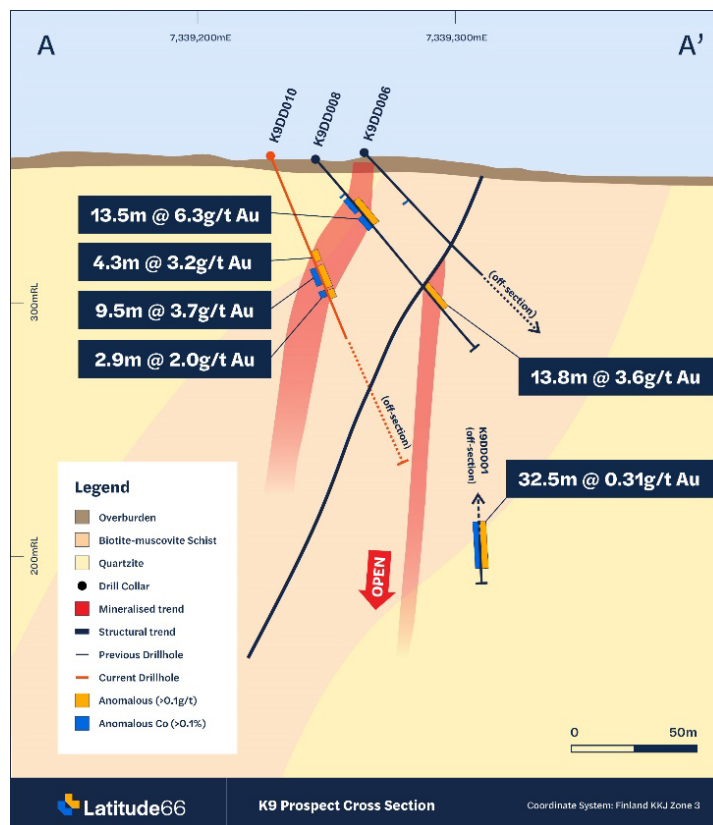 A
7,339,200mE
7,339,300mE
A'
K9DD010
K9DD008
K9DD006
13.5m @ 6.3g/t Au
4.3m @ 3.2g/t Au
9.5m @ 3.7g/t Au
2.9m @ 2.0g/t Au
300mRL
(off-section)
13.8m @ 3.6g/t Au
(off-section)
K9DD001
(off-section)
32.5m @ 0.31g/t Au
200mRL
OPEN
Legend
Overburden
Biotite-muscovite Schist
Quartzite
Drill Collar
Mineralised trend
Structural trend
Previous Drillhole
Current Drillhole
Anomalous (>0.1g/t)
Anomalous Co (>0.1%)
0 50m
Latitude66
K9 Prospect Cross Section
Coordinate System: Finland KKJ Zone 3